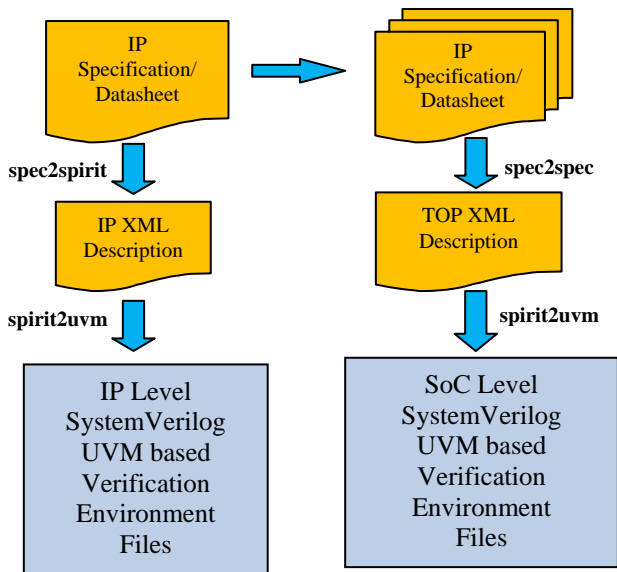 IP
Specification/
Datasheet
IP
Specification/
Datasheet
spec2spirit
spec2spec
IP XML
Description
TOP XML
Description
spirit2uvm
spirit2uvm
IP Level
SystemVerilog
UVM based
Verification
Environment
Files
SoC Level
SystemVerilog
UVM based
Verification
Environment
Files